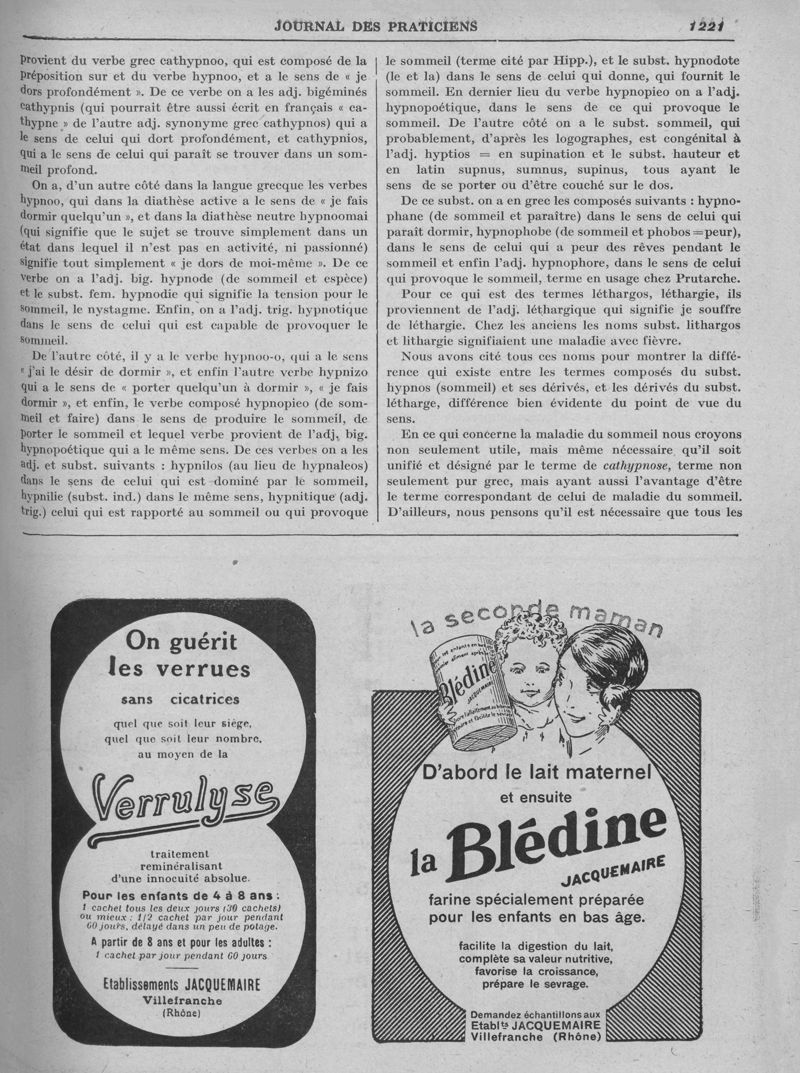 JOURNAL DES PRATICIENS 1221
provient du verbe grec cathypnoo, qui est composé de la
préposition sur et du verbe hypnoo, et a le sens de « je
dors profondément ». De ce verbe on a les adj. bigéminés
cathypnis (qui pourrait être aussi écrit en français « ca-
thypne » de l'autre adj. synonyme grec cathypnos) qui a
le sens de celui qui dort profondément, et cathypnios,
qui a le sens de celui qui paraît se trouver dans un som-
meil profond.
On a, d'un autre côté dans la langue grecque les verbes
hypnoo, qui dans la diathèse active a le sens de « je fais
dormir quelqu'un », et dans la diathèse neutre hypnoomai
(qui signifie que le sujet se trouve simplement dans un
état dans lequel il n'est pas en activité, ni passionné)
signifie tout simplement « je dors de moi-même ». De ce
verbe on a l'adj. big. hypnode (de sommeil et espèce)
et le subst. fem. hypnodie qui signifie la tension pour le
sommeil, le nystagme. Enfin, on a l'adj. trig. hypnotique
dans le sens de celui qui est capable de provoquer le
sommeil.
De l'autre côté, il y a le verbe hypnoo-o, qui a le sens
« j'ai le désir de dormir », et enfin l'autre verbe hypnizo
qui a le sens de « porter quelqu'un à dormir », « je fais
dormir », et enfin, le verbe composé hypnopieo (de som-
meil et faire) dans le sens de produire le sommeil, de
porter le sommeil et lequel verbe provient de l'adj. big.
hypnopoétique qui a le même sens. De ces verbes on a les
adj. et subst. suivants : hypnilos (au lieu de hypnaleos)
dans le sens de celui qui est dominé par le sommeil,
hypnilie (subst. ind.) dans le même sens, hypnitique (adj.
trig.) celui qui est rapporté au sommeil ou qui provoque
le sommeil (terme cité par Hipp.), et le subst. hypnodote
(le et la) dans le sens de celui qui donne, qui fournit le
sommeil. En dernier lieu du verbe hypnopieo on a l'adj.
hypnopoétique, dans le sens de ce qui provoque le
sommeil. De l'autre côté on a le subst. sommeil, qui
probablement, d'après les logographes, est congénital à
l'adj. hyptios = en supination et le subst. hauteur et
en latin supnus, sumnus, supinus, tous ayant le
sens de se porter ou d'être couché sur le dos.
De ce subst. on a en grec les composés suivants : hypno-
phane (de sommeil et paraître) dans le sens de celui qui
paraît dormir, hypnophobe (de sommeil et phobos = peur),
dans le sens de celui qui a peur des rêves pendant le
sommeil et enfin l'adj. hypnophore, dans le sens de celui
qui provoque le sommeil, terme en usage chez Prutarche.
Pour ce qui est des termes léthargos, léthargie, ils
proviennent de l'adj. léthargique qui signifie je souffre
de léthargie. Chez les anciens les noms subst. lithargos
et lithargie signifiaient une maladie avec fièvre.
Nous avons cité tous ces noms pour montrer la diffé-
rence qui existe entre les termes composés du subst.
hypnos (sommeil) et ses dérivés, et les dérivés du subst.
létharge, différence bien évidente du point de vue du
sens.
En ce qui concerne la maladie du sommeil nous croyons
non seulement utile, mais même nécessaire qu'il soit
unifié et désigné par le terme de cathypnose, terme non
seulement pur grec, mais ayant aussi l'avantage d'être
le terme correspondant de celui de maladie du sommeil.
D'ailleurs, nous pensons qu'il est nécessaire que tous les
On guérit
les verrues
sans cicatrices
quel que soit leur siège,
quel que soit leur nombre,
au moyen de la
Verrulyse
traitement
reminéralisant
d'une innocuité absolue.
Pour les enfants de 4 à 8 ans :
1 cachet tous les deux jours (30 cachets)
ou mieux : 1/2 cachet par jour pendant
60 jours, délayé dans un peu de potage.
A partir de 8 ans et pour les adultes :
1 cachet par jour pendant 60 jours
Etablissements JACQUEMAIRE
Villefranche
(Rhône)
la seconde maman
Blédine
JACQUEMAIRE
D'abord le lait maternel
et ensuite
la Blédine
JACQUEMAIRE
farine spécialement préparée
pour les enfants en bas âge.
facilite la digestion du lait,
complète sa valeur nutritive,
favorise la croissance,
prépare le sevrage.
Demandez échantillons aux
Etabl<sup>ts</sup> JACQUEMAIRE
Villefranche (Rhône)